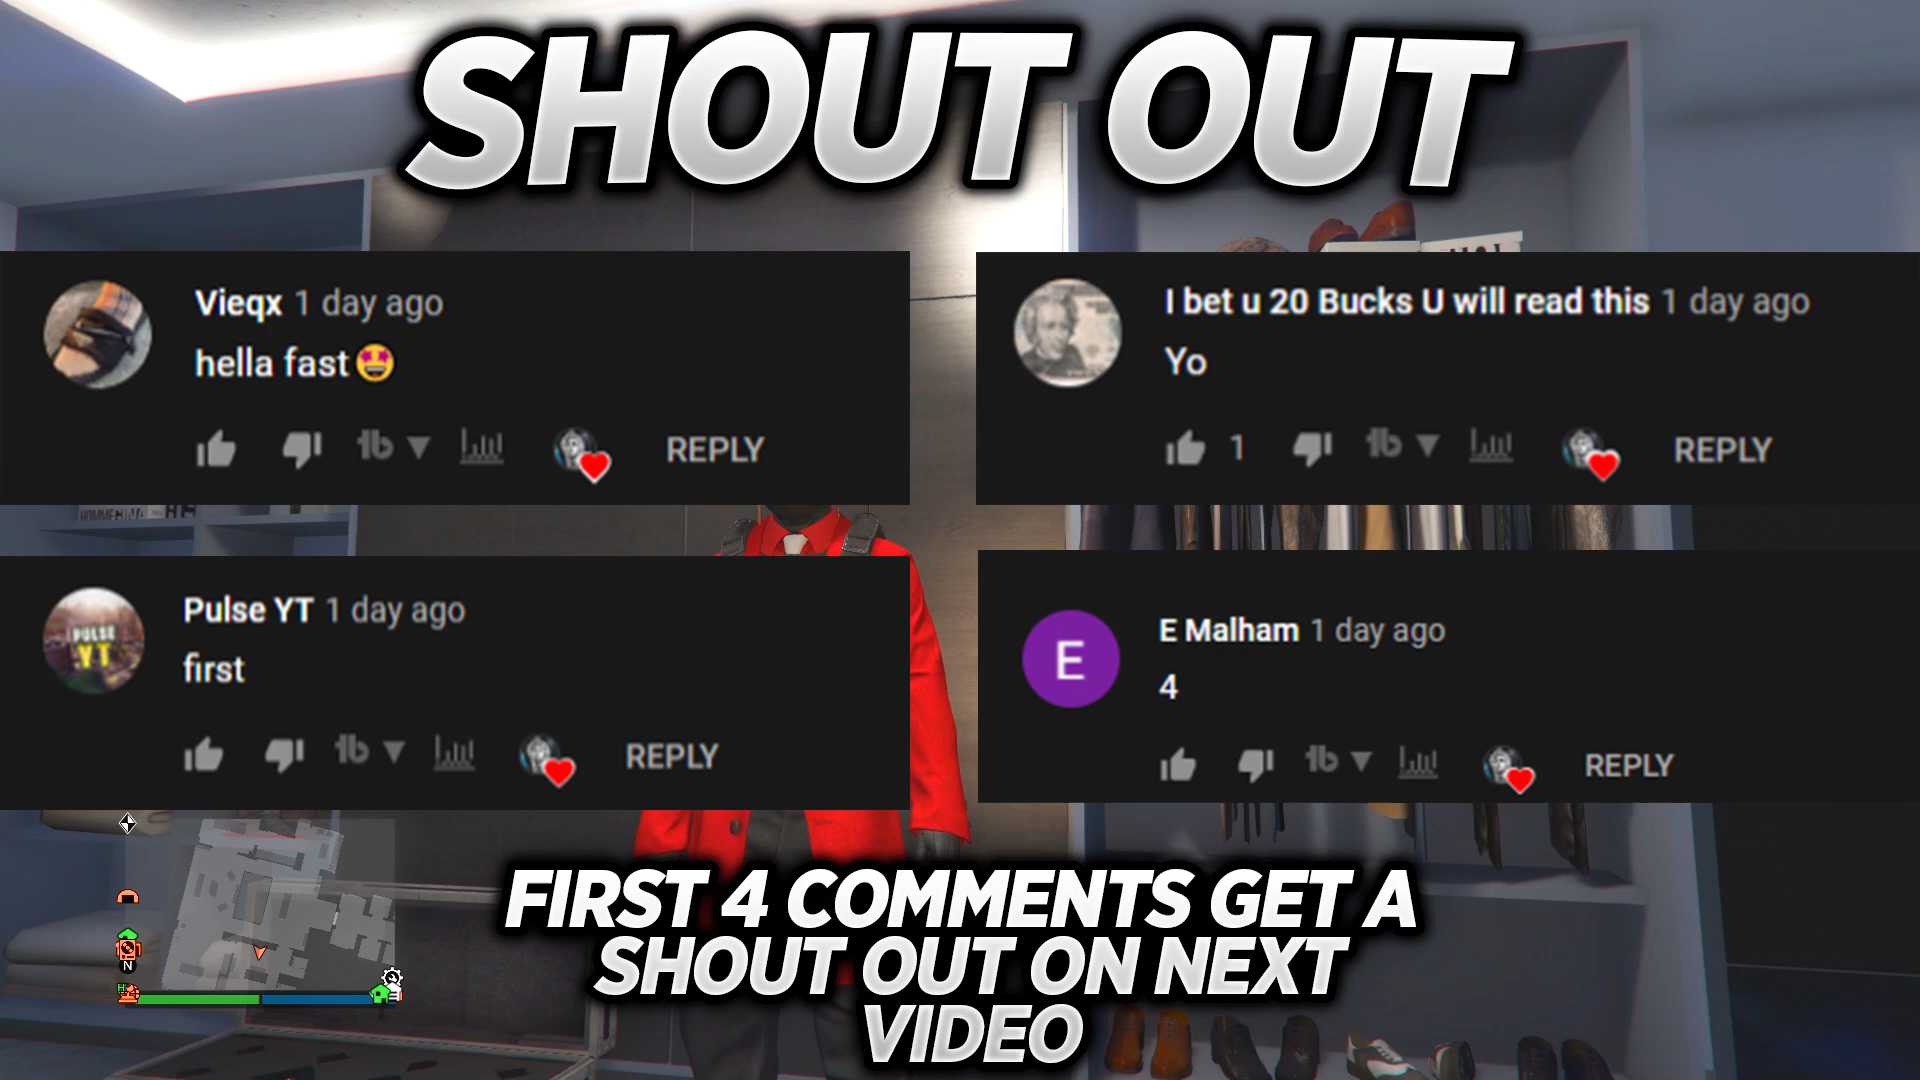 SHOUT OUT
Vieqx 1 day ago
hella fast🤩
REPLY
I bet u 20 Bucks U will read this 1 day ago
Yo
1
REPLY
PULSE
YT
Pulse YT 1 day ago
first
REPLY
E
E Malham 1 day ago
4
REPLY
N
H
FIRST 4 COMMENTS GET A
SHOUT OUT ON NEXT
VIDEO